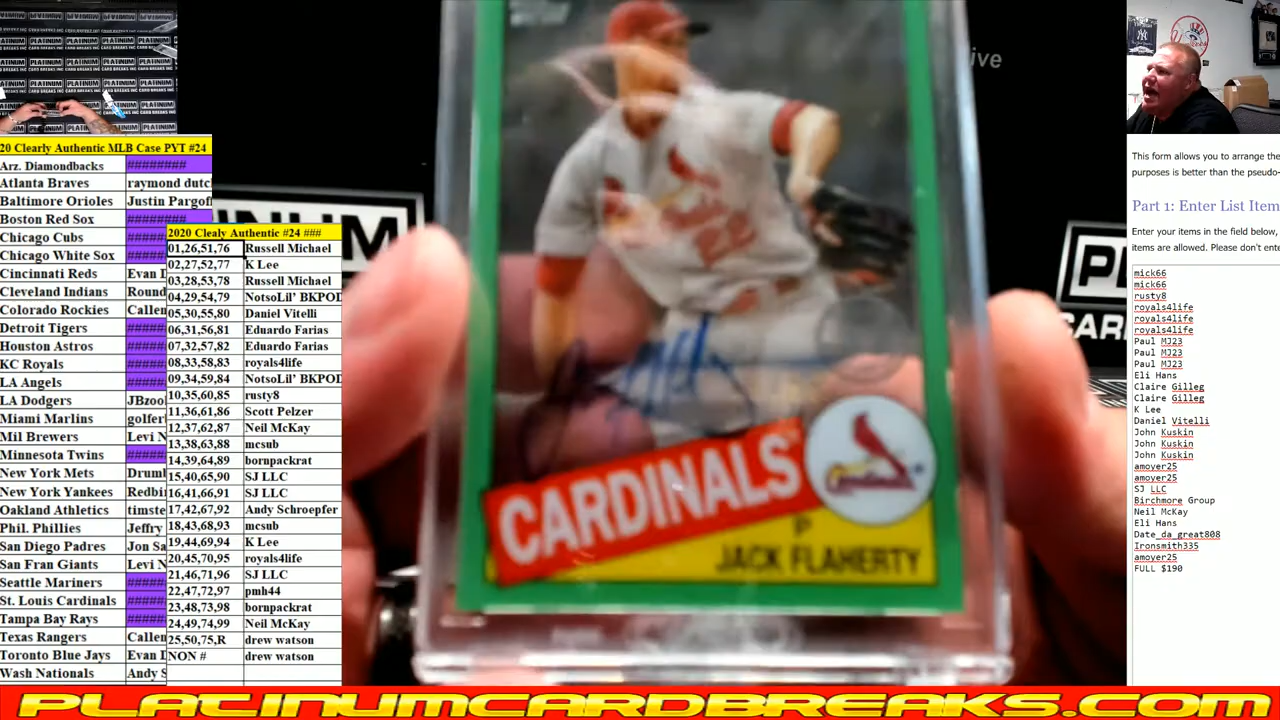 ive
20 Clearly Authentic MLB Case PYT #24
Arz. Diamondbacks ########
Atlanta Braves raymond dutc
Baltimore Orioles Justin Pargof
Boston Red Sox ########
Chicago Cubs #####
Chicago White Sox #####
Cincinnati Reds Evan I
Cleveland Indians Round
Colorado Rockies Callen
Detroit Tigers #####
Houston Astros #####
KC Royals #####
LA Angels #####
LA Dodgers JBzoo
Miami Marlins golfer
Mil Brewers Levi N
Minnesota Twins #####
New York Mets Druml
New York Yankees Redbi
Oakland Athletics timste
Phil. Phillies Jeffry
San Diego Padres Jon Sa
San Fran Giants Levi N
Seattle Mariners #####
St. Louis Cardinals #####
Tampa Bay Rays #####
Texas Rangers Callen
Toronto Blue Jays Evan I
Wash Nationals Andy S
2020 Clealy Authentic #24 ###
01,26,51,76 Russell Michael
02,27,52,77 K Lee
03,28,53,78 Russell Michael
04,29,54,79 NotsoLil' BKPOD
05,30,55,80 Daniel Vitelli
06,31,56,81 Eduardo Farias
07,32,57,82 Eduardo Farias
08,33,58,83 royals4life
09,34,59,84 NotsoLil' BKPOD
10,35,60,85 rusty8
11,36,61,86 Scott Pelzer
12,37,62,87 Neil McKay
13,38,63,88 mcsub
14,39,64,89 bornpackrat
15,40,65,90 SJ LLC
16,41,66,91 SJ LLC
17,42,67,92 Andy Schroepfer
18,43,68,93 mcsub
19,44,69,94 K Lee
20,45,70,95 royals4life
21,46,71,96 SJ LLC
22,47,72,97 pmh44
23,48,73,98 bornpackrat
24,49,74,99 Neil McKay
25,50,75,R drew watson
NON # drew watson
CARDINALS
P
JACK FLAHERTY
This form allows you to arrange the
purposes is better than the pseudo-
Part 1: Enter List Item
Enter your items in the field below,
items are allowed. Please don't ente
mick66
mick66
rusty8
royals4life
royals4life
royals4life
Paul MJ23
Paul MJ23
Paul MJ23
Eli Hans
Claire Gilleg
Claire Gilleg
K Lee
Daniel Vitelli
John Kuskin
John Kuskin
John Kuskin
amoyer25
amoyer25
SJ LLC
Birchmore Group
Neil McKay
Eli Hans
Date_da_great808
Ironsmith335
amoyer25
FULL $190
PLATINUMCARDBREAKS.COM